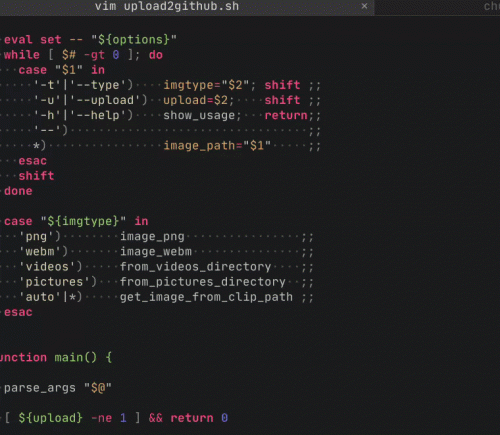 vim upload2github.sh × ch
eval set -- "${options}"
while [ $# -gt 0 ]; do
case "$1" in
'-t'|'--type') imgtype="$2"; shift ;;
'-u'|'--upload') upload=$2; shift ;;
'-h'|'--help') show_usage; return;;
'--') ;;
*) image_path="$1" ;;
esac
shift
done
case "${imgtype}" in
'png') image_png ;;
'webm') image_webm ;;
'videos') from_videos_directory ;;
'pictures') from_pictures_directory ;;
'auto'|*) get_image_from_clip_path ;;
esac
unction main() {
parse_args "$@"
[ ${upload} -ne 1 ] && return 0